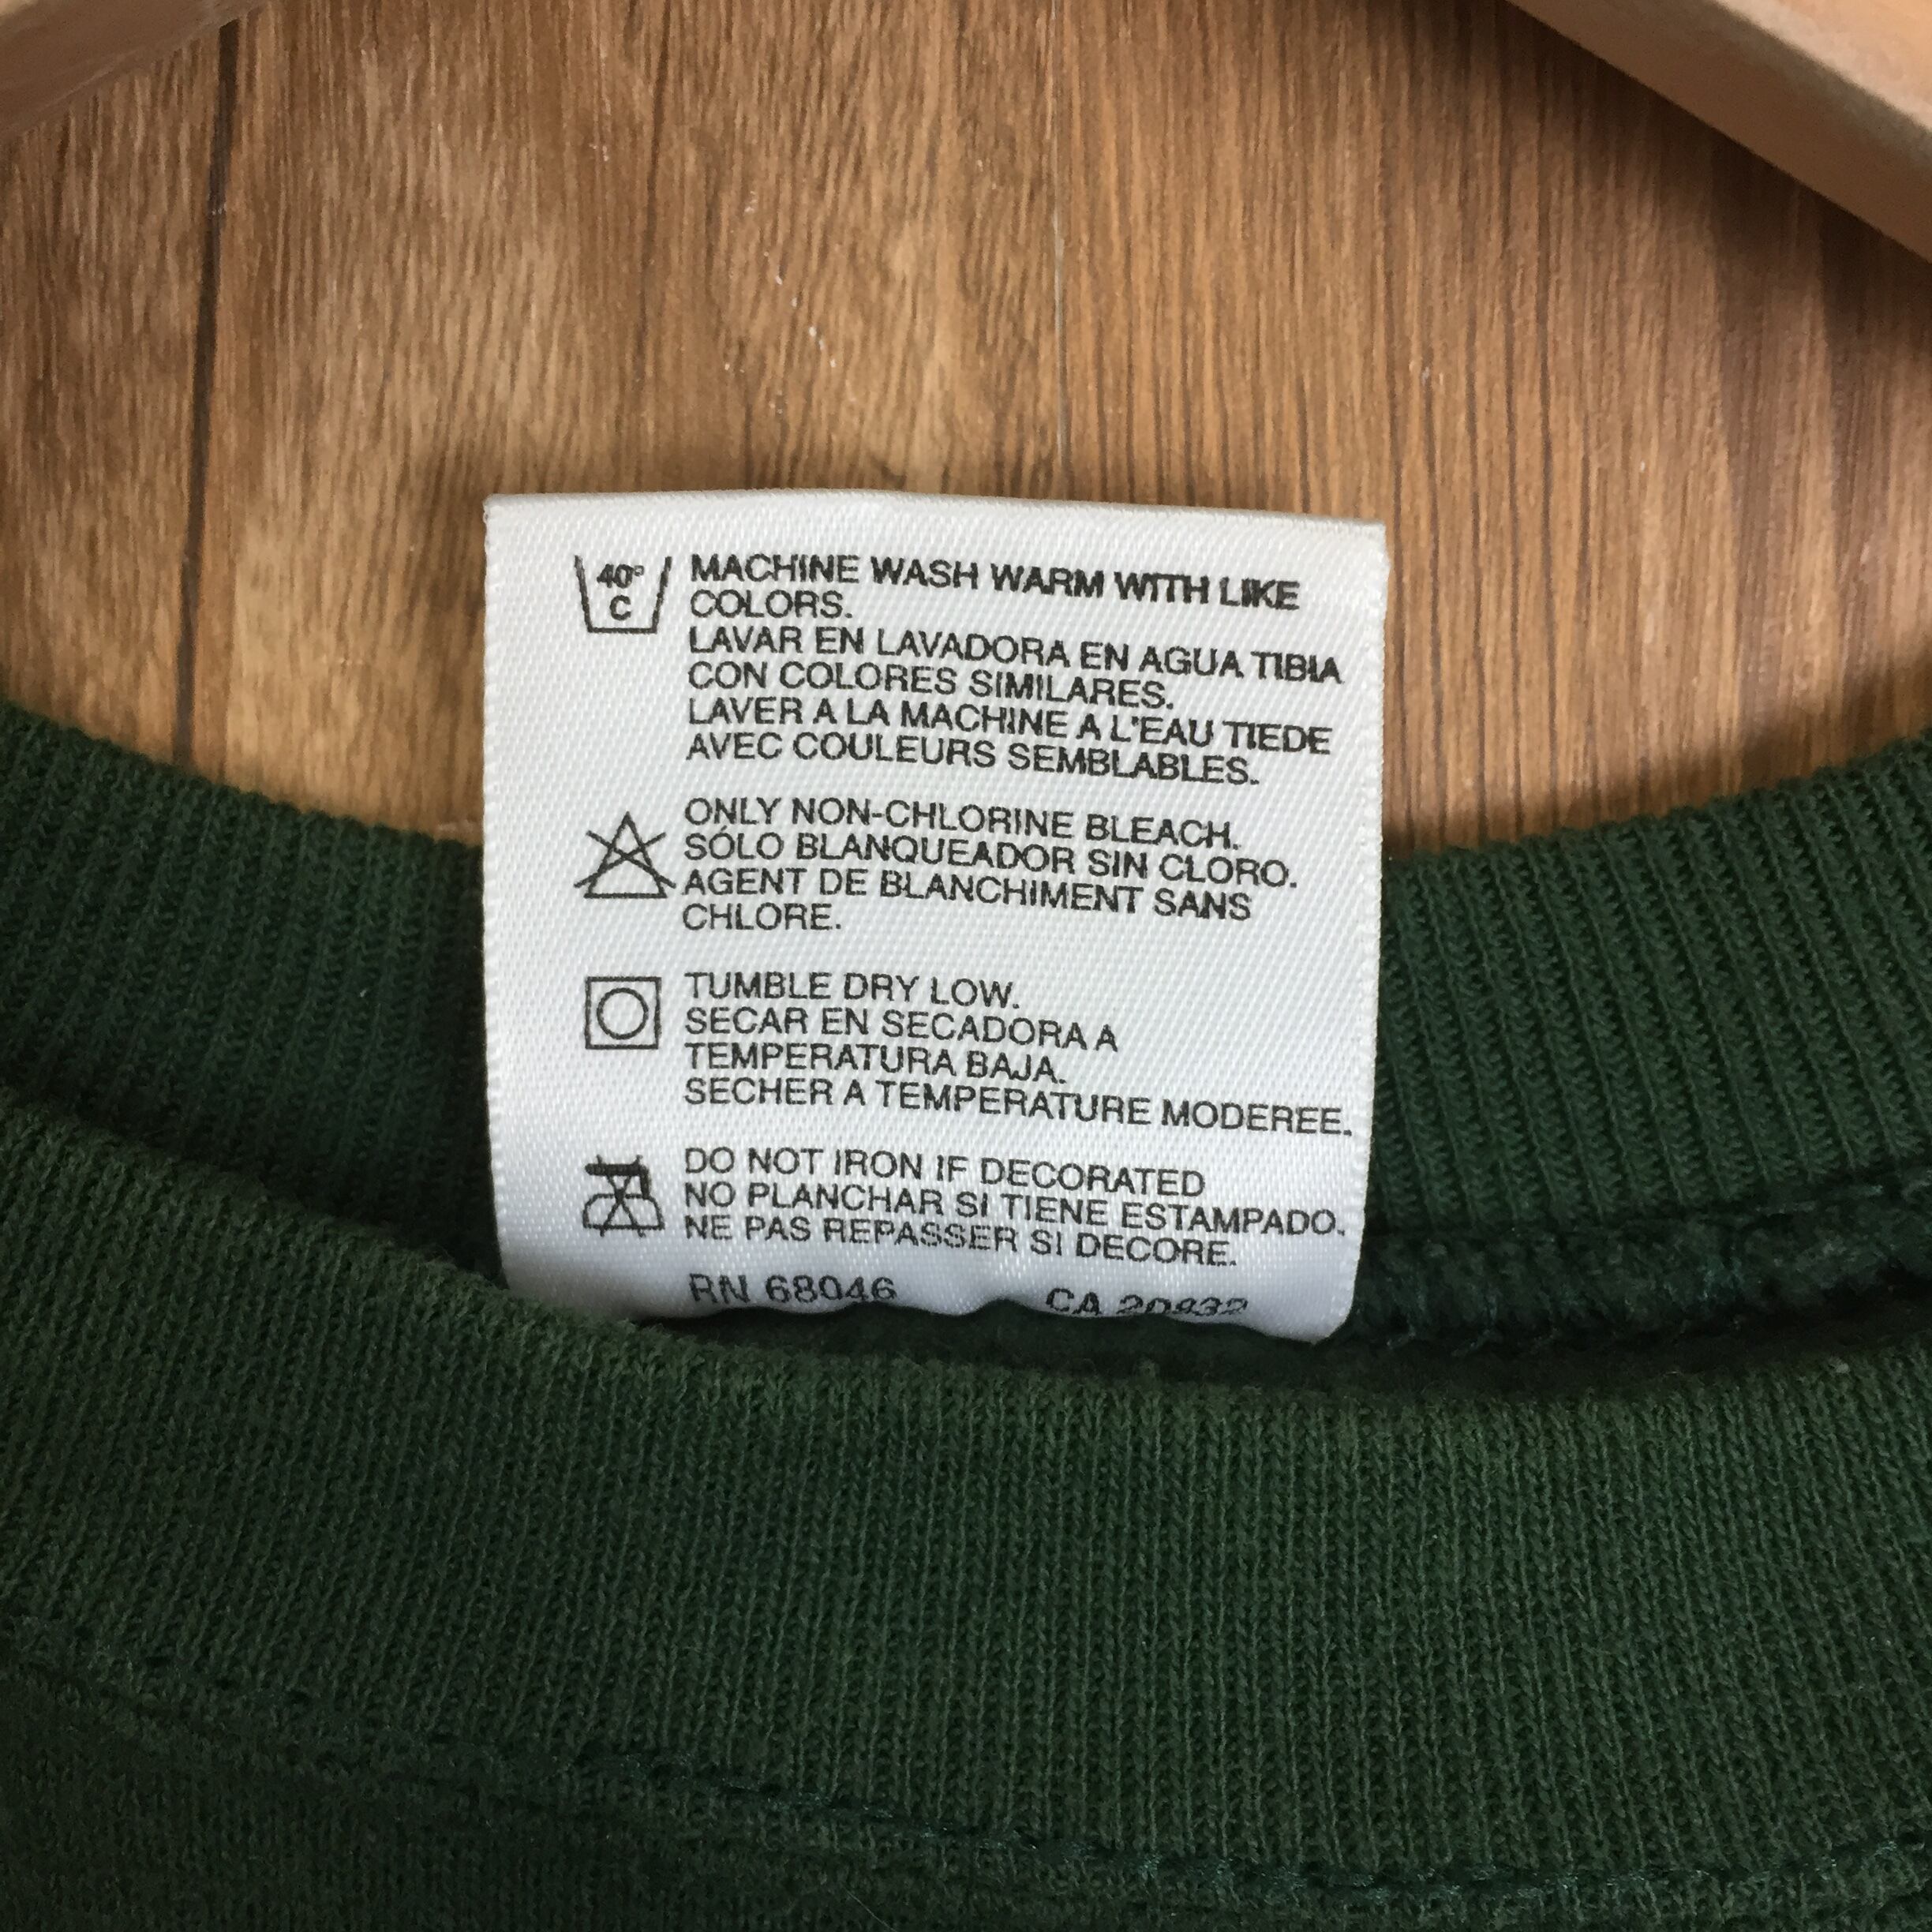 40°
C
MACHINE WASH WARM WITH LIKE
COLORS.
LAVAR EN LAVADORA EN AGUA TIBIA
CON COLORES SIMILARES.
LAVER A LA MACHINE A L'EAU TIEDE
AVEC COULEURS SEMBLABLES.
ONLY NON-CHLORINE BLEACH.
SÓLO BLANQUEADOR SIN CLORO.
AGENT DE BLANCHIMENT SANS
CHLORE.
TUMBLE DRY LOW.
SECAR EN SECADORA A
TEMPERATURA BAJA.
SECHER A TEMPERATURE MODEREE.
DO NOT IRON IF DECORATED
NO PLANCHAR SI TIENE ESTAMPADO.
NE PAS REPASSER SI DECORE.
RN 68046 CA